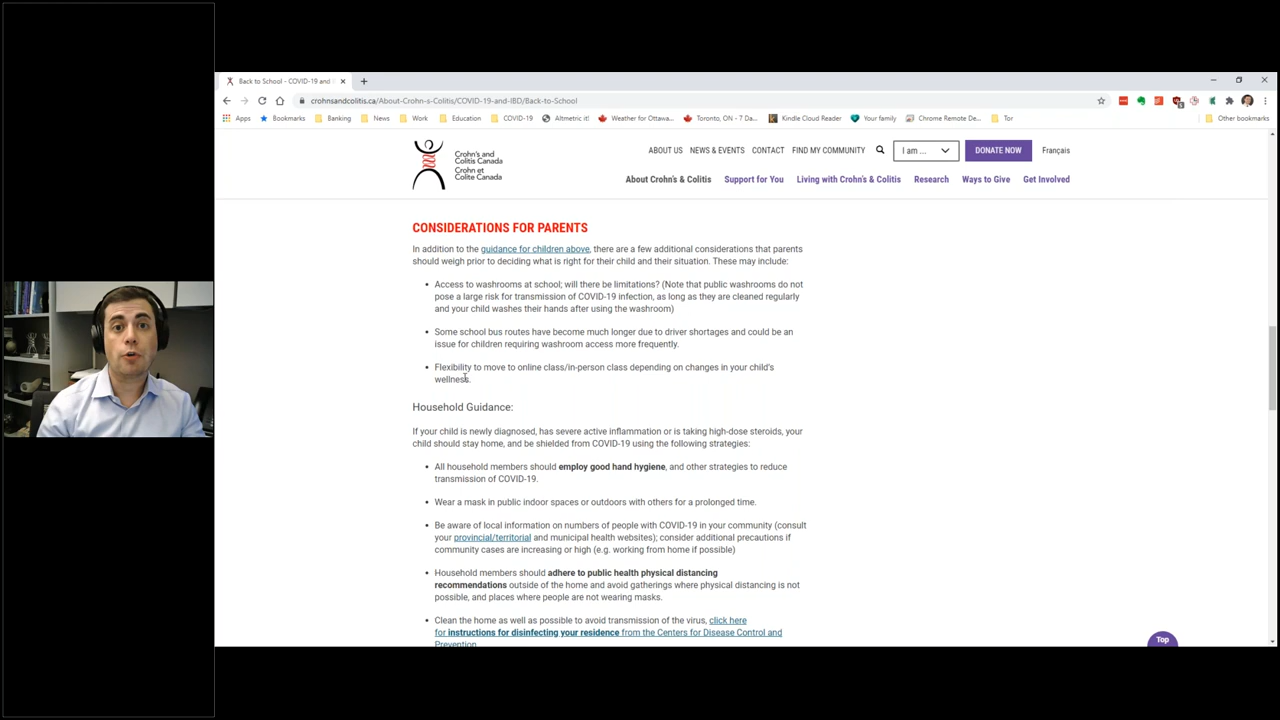 Back to School - COVID-19 and
crohnsandcolitis.ca/About-Crohn-s-Colitis/COVID-19-and-IBD/Back-to-School
Apps Bookmarks Banking News Work Education COVID-19 Altmetric it! Weather for Ottawa... Toronto, ON - 7 Da... Kindle Cloud Reader Your family Chrome Remote De... Tor Other bookmarks
Crohn's and
Colitis Canada
Crohn et
Colite Canada
ABOUT US NEWS & EVENTS CONTACT FIND MY COMMUNITY I am ... DONATE NOW Français
About Crohn's & Colitis Support for You Living with Crohn's & Colitis Research Ways to Give Get Involved
CONSIDERATIONS FOR PARENTS
In addition to the guidance for children above, there are a few additional considerations that parents
should weigh prior to deciding what is right for their child and their situation. These may include:
• Access to washrooms at school; will there be limitations? (Note that public washrooms do not
pose a large risk for transmission of COVID-19 infection, as long as they are cleaned regularly
and your child washes their hands after using the washroom)
• Some school bus routes have become much longer due to driver shortages and could be an
issue for children requiring washroom access more frequently.
• Flexibility to move to online class/in-person class depending on changes in your child's
wellness.
Household Guidance:
If your child is newly diagnosed, has severe active inflammation or is taking high-dose steroids, your
child should stay home, and be shielded from COVID-19 using the following strategies:
• All household members should employ good hand hygiene, and other strategies to reduce
transmission of COVID-19.
• Wear a mask in public indoor spaces or outdoors with others for a prolonged time.
• Be aware of local information on numbers of people with COVID-19 in your community (consult
your provincial/territorial and municipal health websites); consider additional precautions if
community cases are increasing or high (e.g. working from home if possible)
• Household members should adhere to public health physical distancing
recommendations outside of the home and avoid gatherings where physical distancing is not
possible, and places where people are not wearing masks.
• Clean the home as well as possible to avoid transmission of the virus, click here
for instructions for disinfecting your residence from the Centers for Disease Control and
Prevention
Top